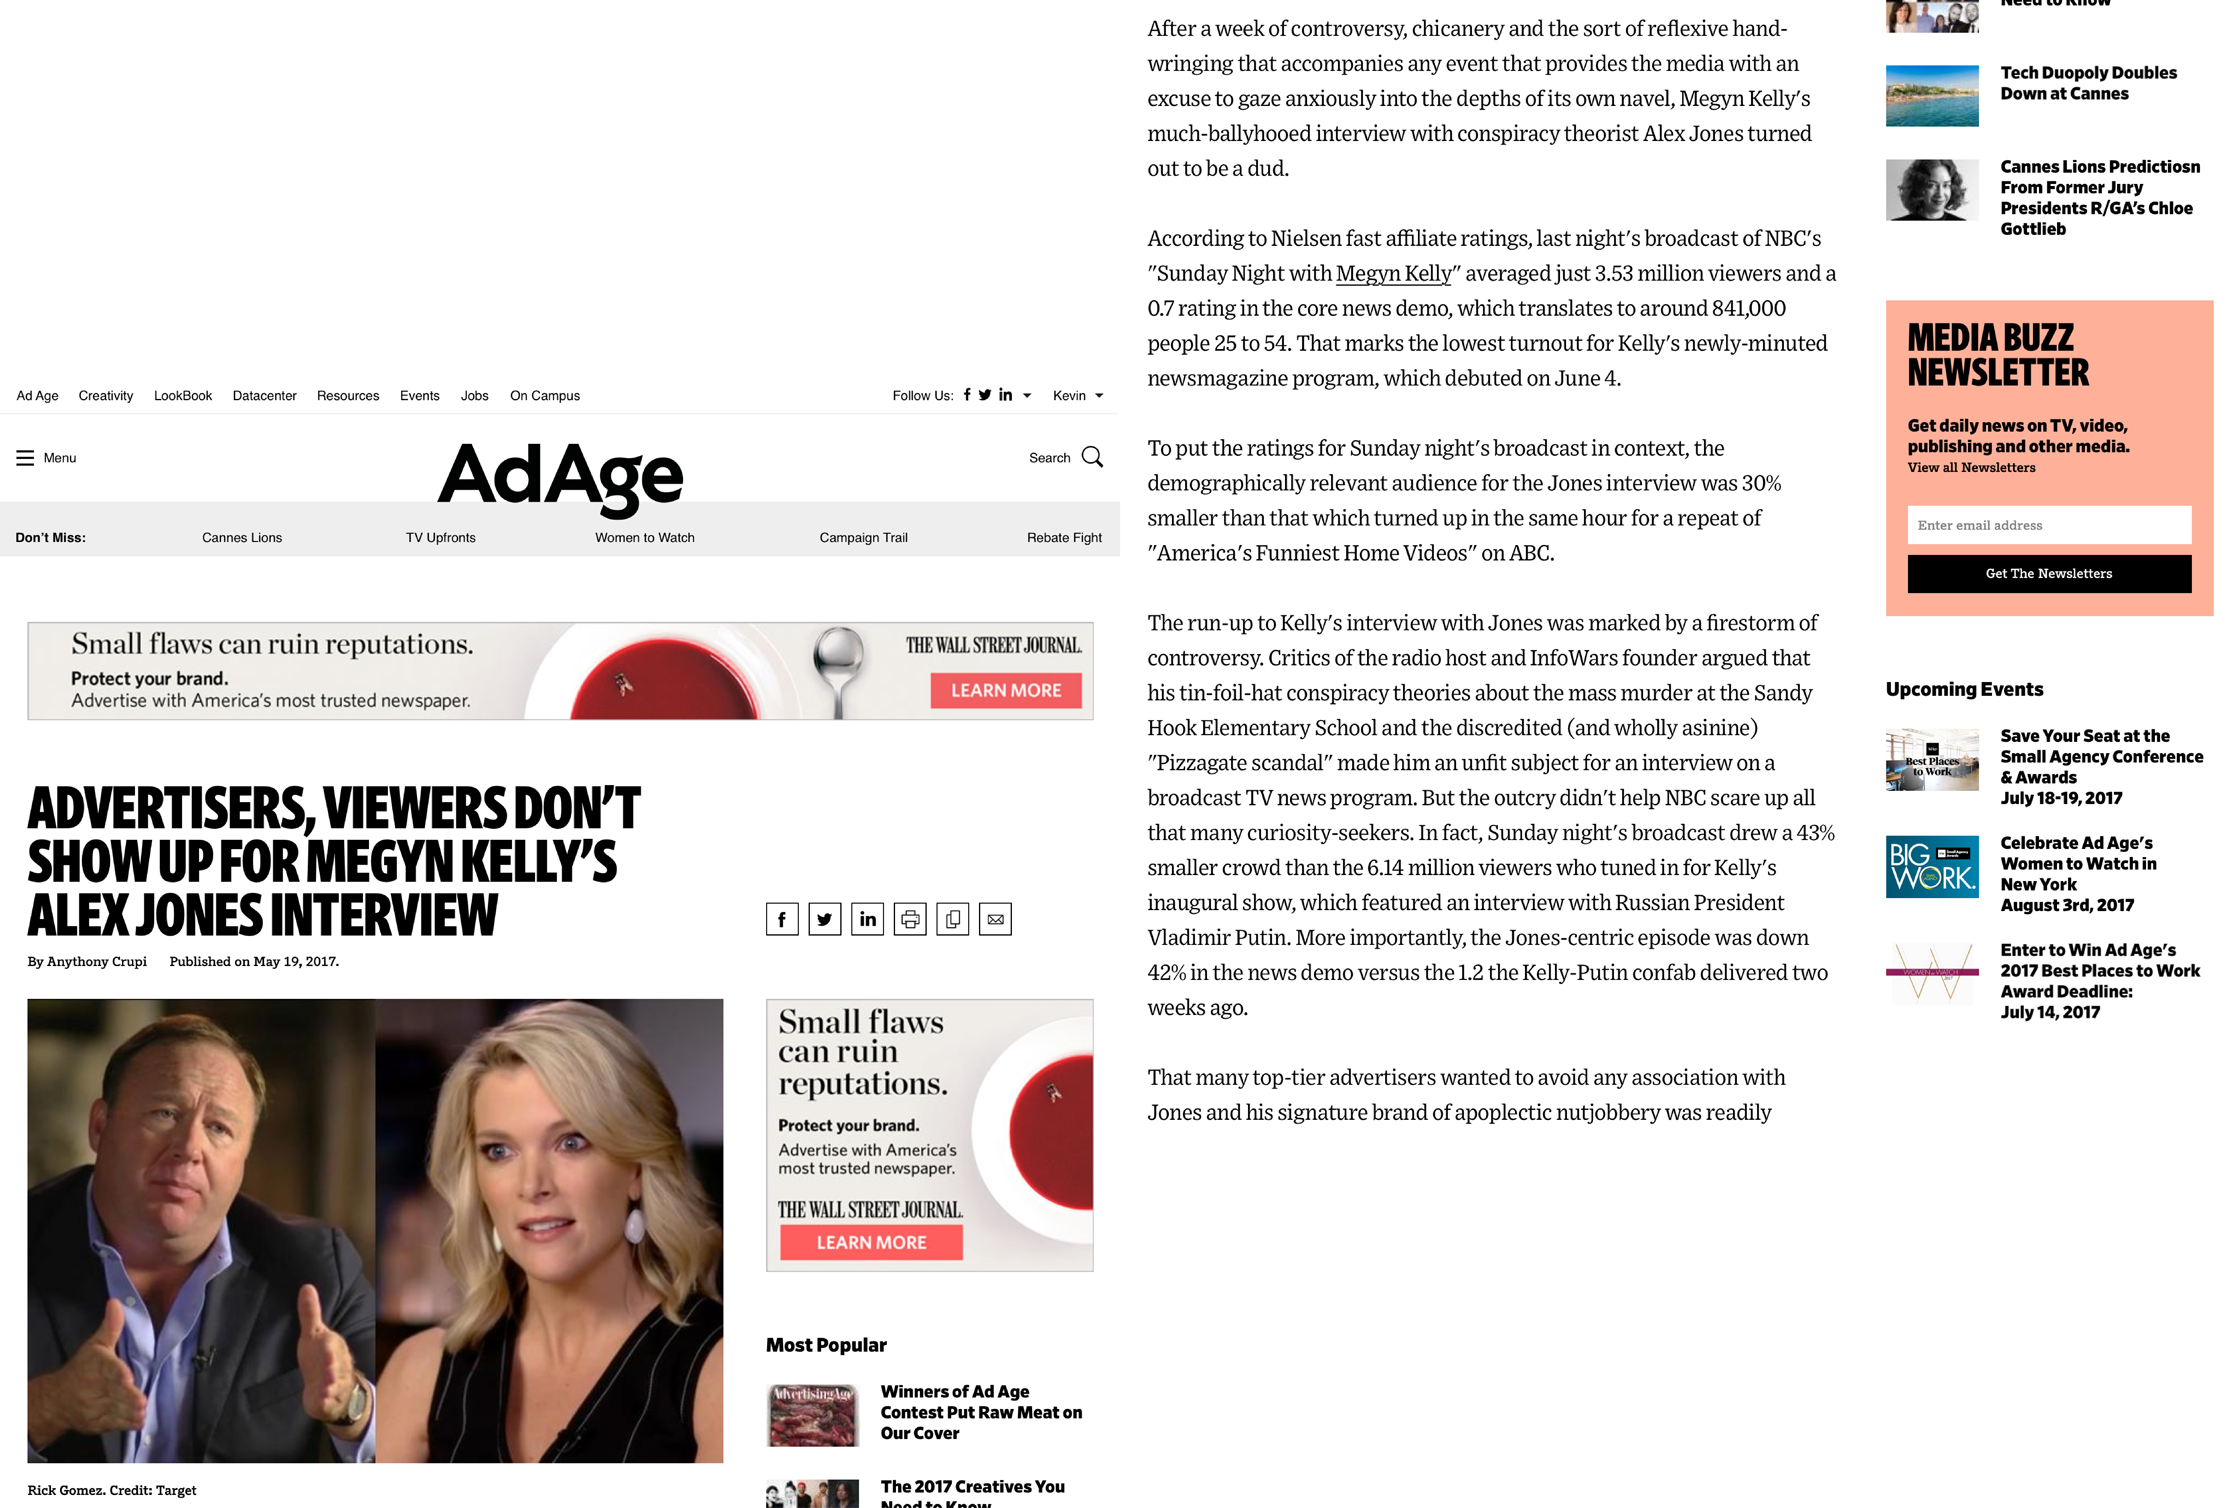 Ad Age Creativity LookBook Datacenter Resources Events Jobs On Campus Follow Us: Kevin
Menu
AdAge
Search
Don't Miss: Cannes Lions TV Upfronts Women to Watch Campaign Trail Rebate Fight
Small flaws can ruin reputations.
Protect your brand.
Advertise with America's most trusted newspaper.
THE WALL STREET JOURNAL.
LEARN MORE
ADVERTISERS, VIEWERS DON'T
SHOW UP FOR MEGYN KELLY'S
ALEX JONES INTERVIEW
By Anythony Crupi Published on May 19, 2017.
Rick Gomez. Credit: Target
Small flaws
can ruin
reputations.
Protect your brand.
Advertise with America's
most trusted newspaper.
THE WALL STREET JOURNAL.
LEARN MORE
Most Popular
AdvertisingAge
Winners of Ad Age
Contest Put Raw Meat on
Our Cover
The 2017 Creatives You
Need to Know
After a week of controversy, chicanery and the sort of reflexive hand-
wringing that accompanies any event that provides the media with an
excuse to gaze anxiously into the depths of its own navel, Megyn Kelly's
much-ballyhooed interview with conspiracy theorist Alex Jones turned
out to be a dud.
According to Nielsen fast affiliate ratings, last night's broadcast of NBC's
"Sunday Night with Megyn Kelly" averaged just 3.53 million viewers and a
0.7 rating in the core news demo, which translates to around 841,000
people 25 to 54. That marks the lowest turnout for Kelly's newly-minted
newsmagazine program, which debuted on June 4.
To put the ratings for Sunday night's broadcast in context, the
demographically relevant audience for the Jones interview was 30%
smaller than that which turned up in the same hour for a repeat of
"America's Funniest Home Videos" on ABC.
The run-up to Kelly's interview with Jones was marked by a firestorm of
controversy. Critics of the radio host and InfoWars founder argued that
his tin-foil-hat conspiracy theories about the mass murder at the Sandy
Hook Elementary School and the discredited (and wholly asinine)
"Pizzagate scandal" made him an unfit subject for an interview on a
broadcast TV news program. But the outcry didn't help NBC scare up all
that many curiosity-seekers. In fact, Sunday night's broadcast drew a 43%
smaller crowd than the 6.14 million viewers who tuned in for Kelly's
inaugural show, which featured an interview with Russian President
Vladimir Putin. More importantly, the Jones-centric episode was down
42% in the news demo versus the 1.2 the Kelly-Putin confab delivered two
weeks ago.
That many top-tier advertisers wanted to avoid any association with
Jones and his signature brand of apoplectic nutjobbery was readily
Need to Know
Tech Duopoly Doubles
Down at Cannes
Cannes Lions Predictiosn
From Former Jury
Presidents R/GA's Chloe
Gottlieb
MEDIA BUZZ
NEWSLETTER
Get daily news on TV, video,
publishing and other media.
View all Newsletters
Enter email address
Get The Newsletters
Upcoming Events
Best Places
to Work
Save Your Seat at the
Small Agency Conference
& Awards
July 18-19, 2017
BIG
WORK.
Celebrate Ad Age's
Women to Watch in
New York
August 3rd, 2017
WOMEN TO WATCH
Enter to Win Ad Age's
2017 Best Places to Work
Award Deadline:
July 14, 2017